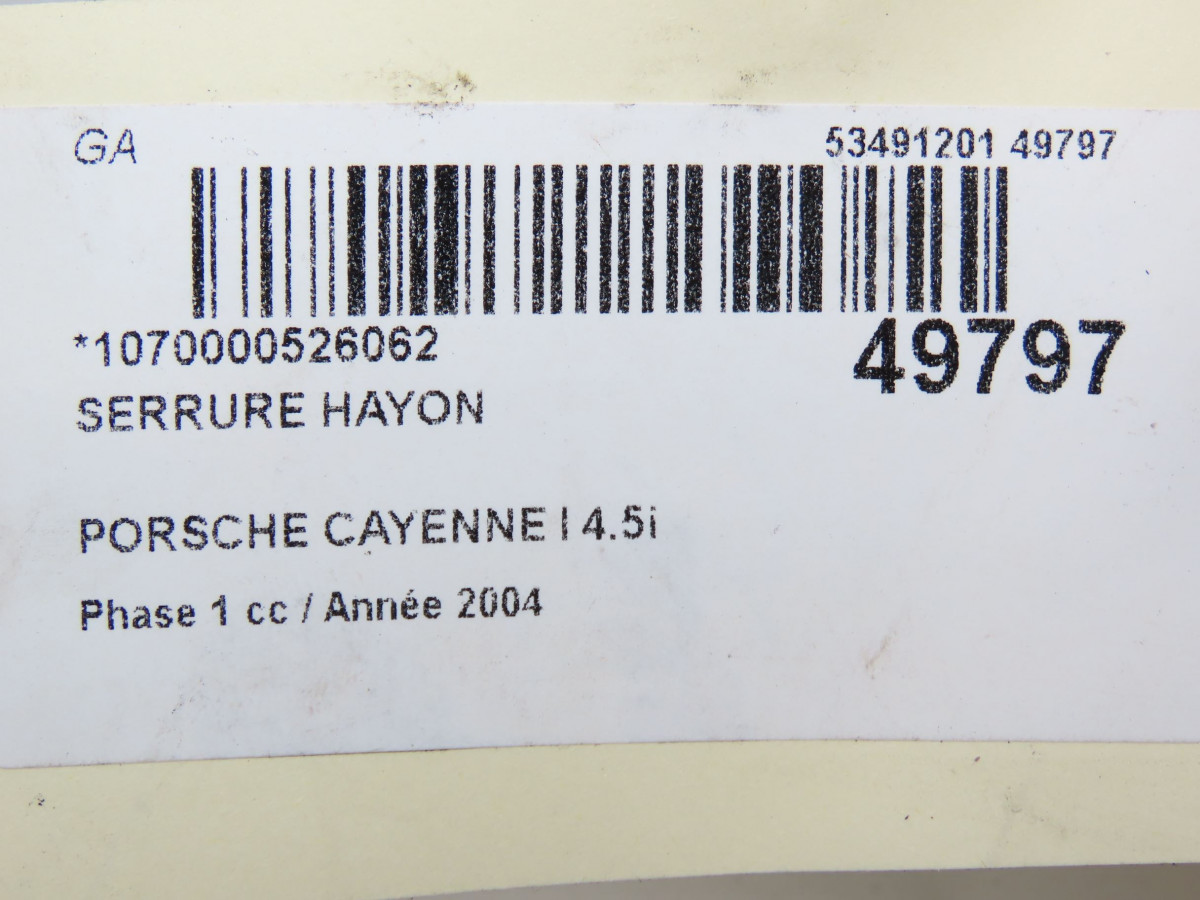 GA 53491201 49797
*1070000526062 49797
SERRURE HAYON
PORSCHE CAYENNE I 4.5i
Phase 1 cc / Année 2004